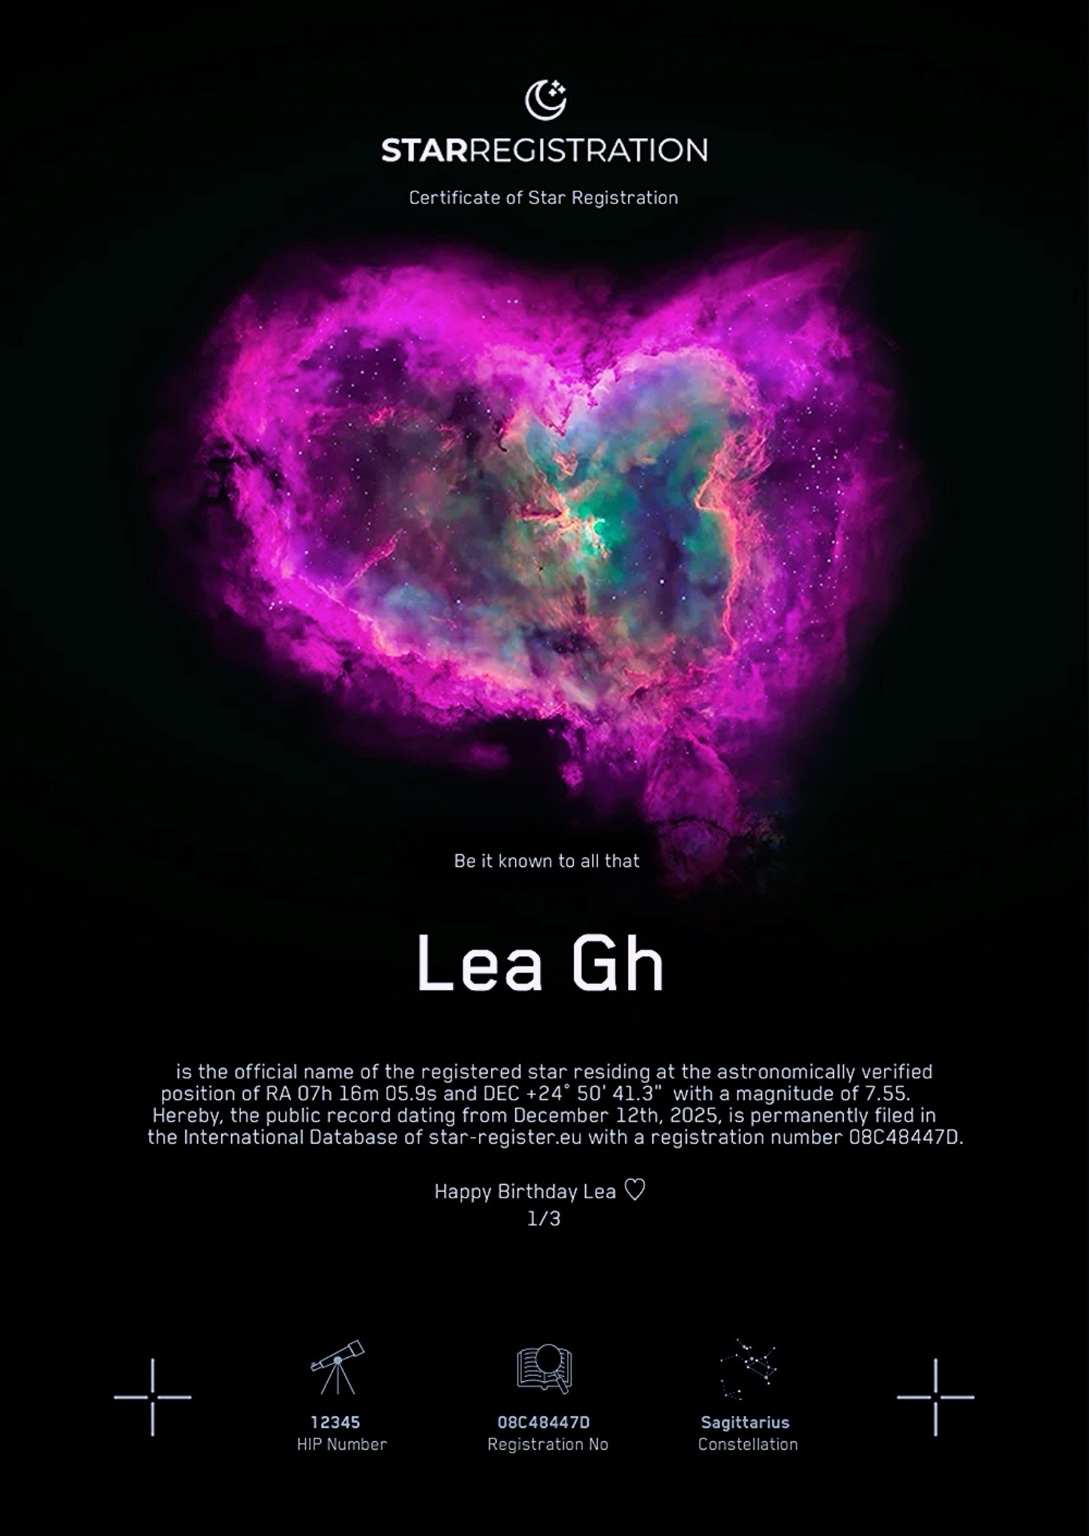 STARREGISTRATION
Certificate of Star Registration
Be it known to all that
Lea Gh
is the official name of the registered star residing at the astronomically verified
position of RA 07h 16m 05.9s and DEC +24° 50' 41.3" with a magnitude of 7.55.
Hereby, the public record dating from December 12th, 2025, is permanently filed in
the International Database of star-register.eu with a registration number 08C48447D.
Happy Birthday Lea ♡
1/3
12345
HIP Number
08C48447D
Registration No
Sagittarius
Constellation